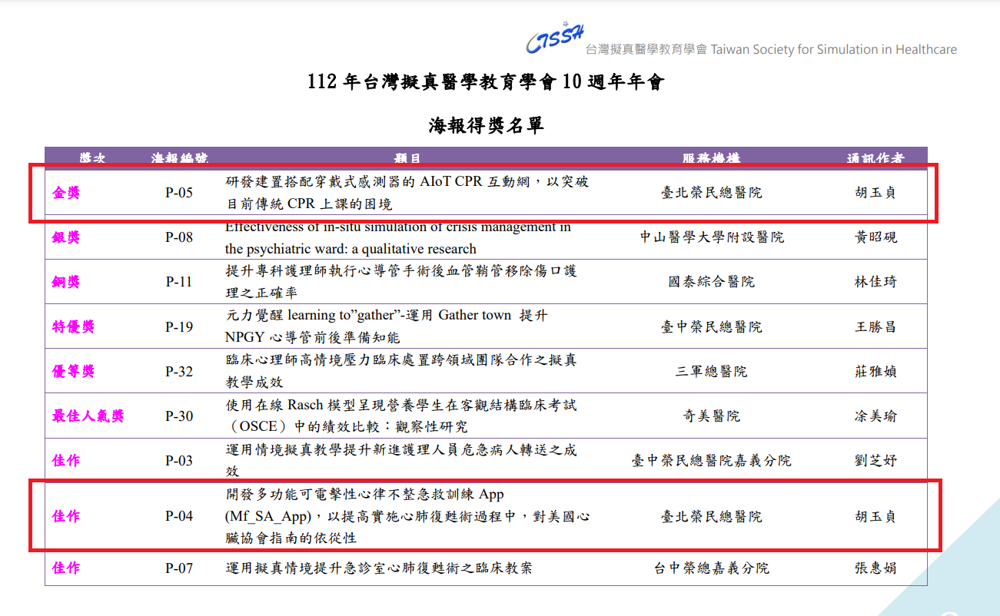 CTSSH
台灣擬真醫學教育學會 Taiwan Society for Simulation in Healthcare
112 年台灣擬真醫學教育學會 10 週年年會
海報得獎名單
獎次 海報編號 題目 服務機構 通訊作者
金獎 P-05 研發建置搭配穿戴式感測器的 AIoT CPR 互動網，以突破
目前傳統 CPR 上課的困境 臺北榮民總醫院 胡玉貞
銀獎 P-08 Effectiveness of in-situ simulation of crisis management in
the psychiatric ward: a qualitative research 中山醫學大學附設醫院 黃昭硯
銅獎 P-11 提升專科護理師執行心導管手術後血管鞘管移除傷口護
理之正確率 國泰綜合醫院 林佳琦
特優獎 P-19 元力覺醒 learning to”gather”-運用 Gather town 提升
NPGY 心導管前後準備知能 臺中榮民總醫院 王勝昌
優等獎 P-32 臨床心理師高情境壓力臨床處置跨領域團隊合作之擬真
教學成效 三軍總醫院 莊雅媜
最佳人氣獎 P-30 使用在線 Rasch 模型呈現營養學生在客觀結構臨床考試
（OSCE）中的績效比較：觀察性研究 奇美醫院 凃美瑜
佳作 P-03 運用情境擬真教學提升新進護理人員危急病人轉送之成
效 臺中榮民總醫院嘉義分院 劉芝妤
佳作 P-04 開發多功能可電擊性心律不整急救訓練 App
(Mf_SA_App)，以提高實施心肺復甦術過程中，對美國心
臟協會指南的依從性 臺北榮民總醫院 胡玉貞
佳作 P-07 運用擬真情境提升急診室心肺復甦術之臨床教案 台中榮總嘉義分院 張惠娟